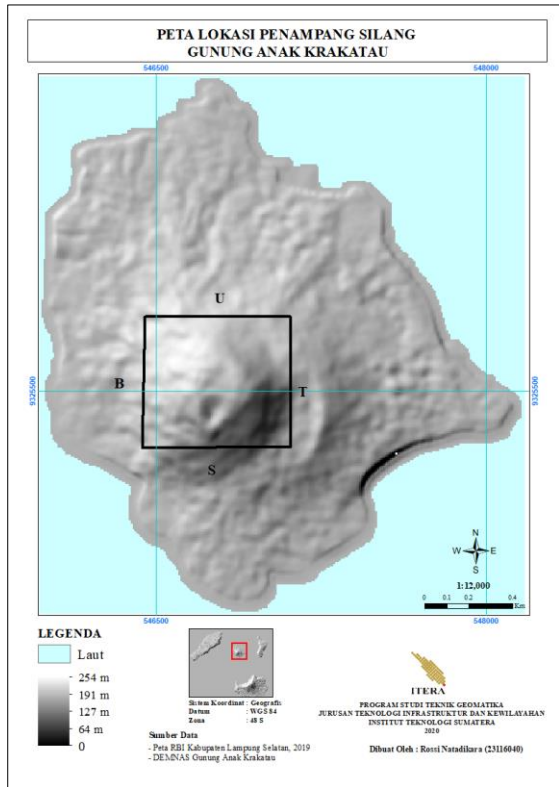 PETA LOKASI PENAMPANG SILANG
GUNUNG ANAK KRAKATAU
546500
548000
U
B
T
S
9325500
9325500
N
W E
S
1:12,000
0 0.1 0.2 0.4
Km
546500
548000
LEGENDA
Laut
254 m
191 m
127 m
64 m
0
Sistem Koordinat : Geografis
Datum : WGS 84
Zona : 48 S
Sumber Data
- Peta RBI Kabupaten Lampung Selatan, 2019
- DEMNAS Gunung Anak Krakatau
ITERA
PROGRAM STUDI TEKNIK GEOMATIKA
JURUSAN TEKNOLOGI INFRASTRUKTUR DAN KEWILAYAHAN
INSTITUT TEKNOLOGI SUMATERA
2020
Dibuat Oleh : Rossi Natadikara (23116040)